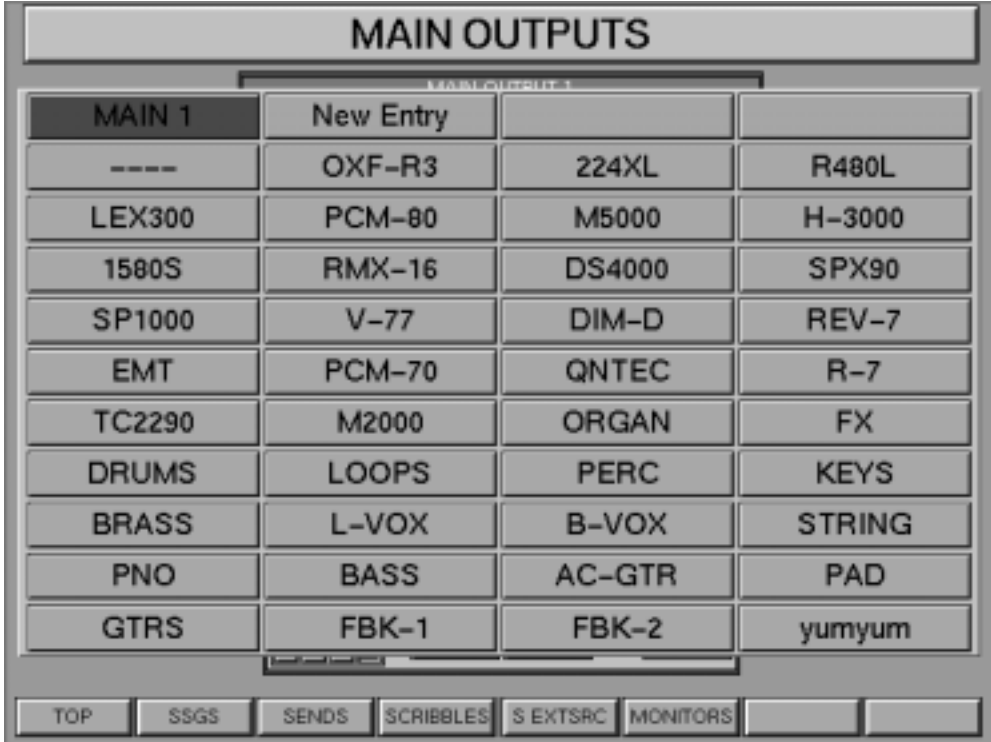 MAIN OUTPUTS
MAIN OUTPUT 1
MAIN 1 New Entry
---- OXF-R3 224XL R480L
LEX300 PCM-80 M5000 H-3000
1580S RMX-16 DS4000 SPX90
SP1000 V-77 DIM-D REV-7
EMT PCM-70 QNTEC R-7
TC2290 M2000 ORGAN FX
DRUMS LOOPS PERC KEYS
BRASS L-VOX B-VOX STRING
PNO BASS AC-GTR PAD
GTRS FBK-1 FBK-2 yumyum
TOP SSGS SENDS SCRIBBLES S EXTSRC MONITORS